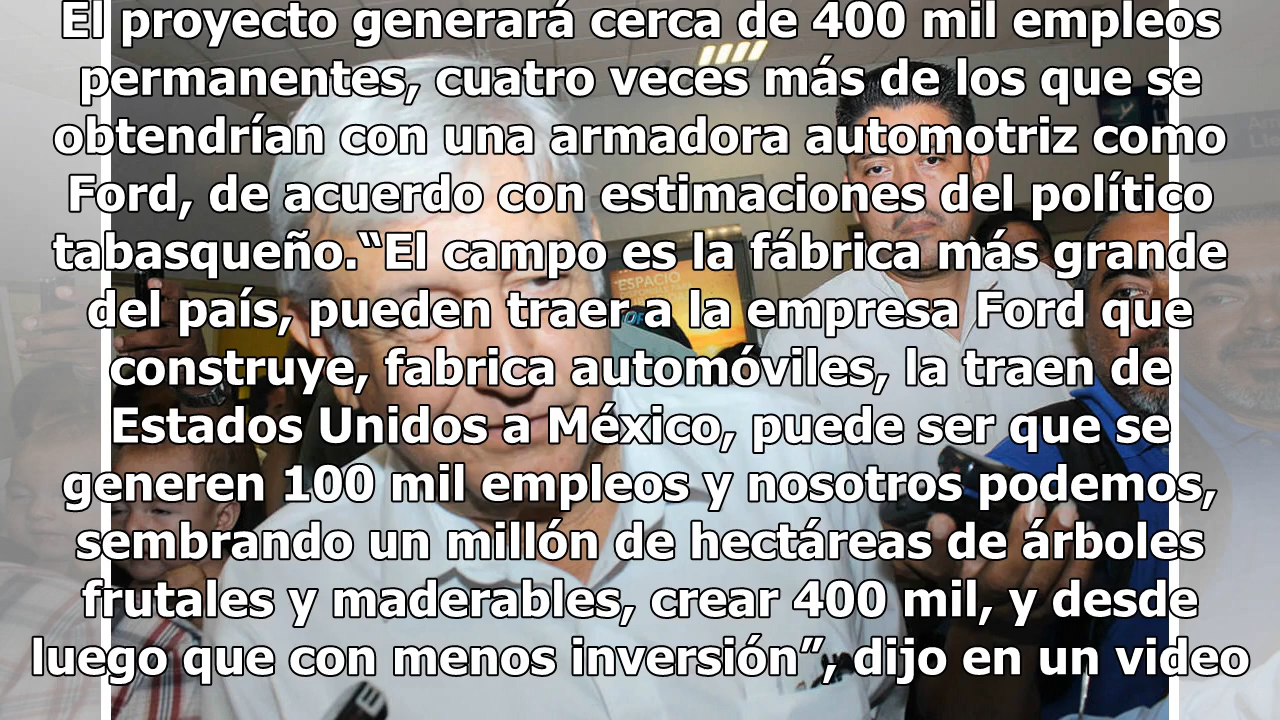 El proyecto generará cerca de 400 mil empleos
permanentes, cuatro veces más de los que se
obtendrían con una armadora automotriz como
Ford, de acuerdo con estimaciones del político
tabasqueño.“El campo es la fábrica más grande
del país, pueden traer a la empresa Ford que
construye, fabrica automóviles, la traen de
Estados Unidos a México, puede ser que se
generen 100 mil empleos y nosotros podemos,
sembrando un millón de hectáreas de árboles
frutales y maderables, crear 400 mil, y desde
luego que con menos inversión”, dijo en un video
ESPACIO